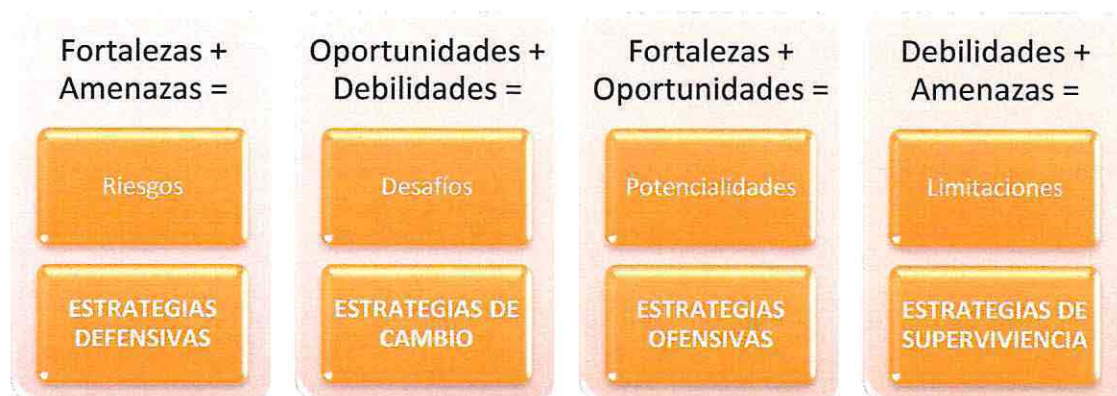 Fortalezas +
Amenazas =
Riesgos
ESTRATEGIAS
DEFENSIVAS
Oportunidades +
Debilidades =
Desafíos
ESTRATEGIAS DE
CAMBIO
Fortalezas +
Oportunidades =
Potencialidades
ESTRATEGIAS
OFENSIVAS
Debilidades +
Amenazas =
Limitaciones
ESTRATEGIAS DE
SUPERVIVIENCIA